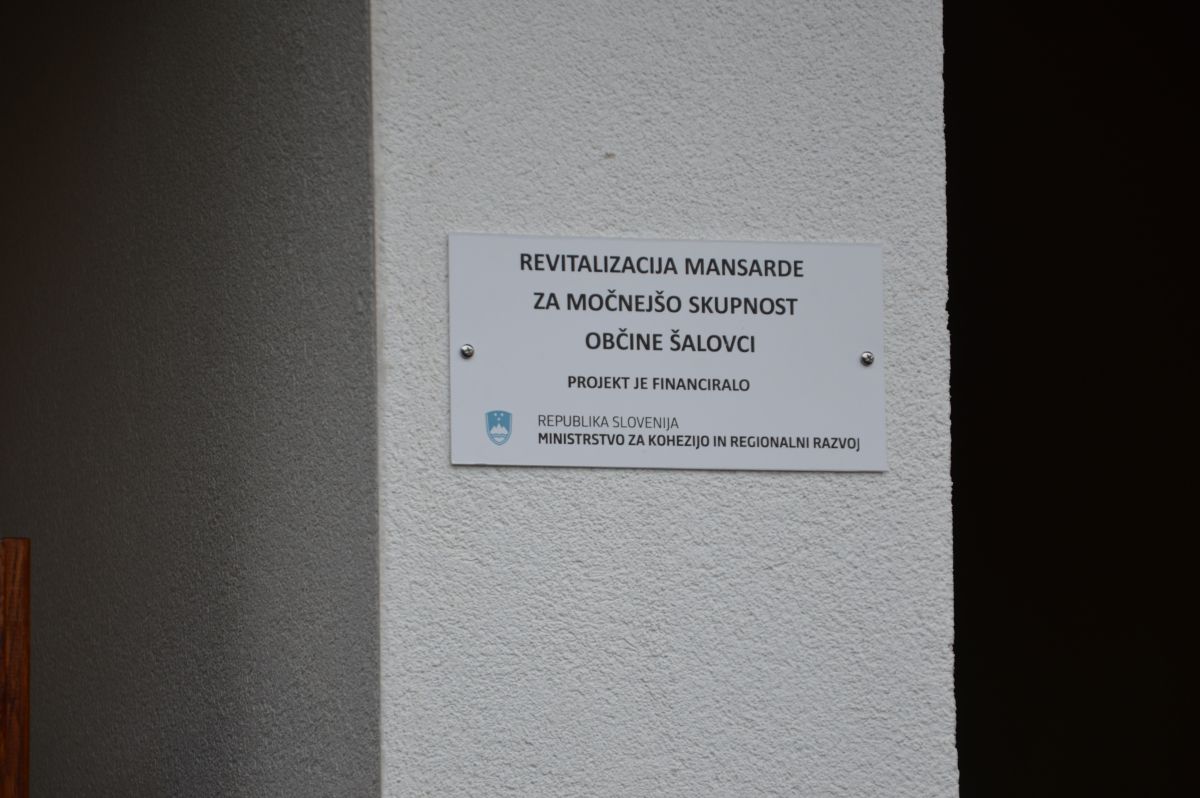 REVITALIZACIJA MANSARDE
ZA MOČNEJŠO SKUPNOST
OBČINE ŠALOVCI
PROJEKT JE FINANCIRALO
REPUBLIKA SLOVENIJA
MINISTRSTVO ZA KOHEZIJO IN REGIONALNI RAZVOJ